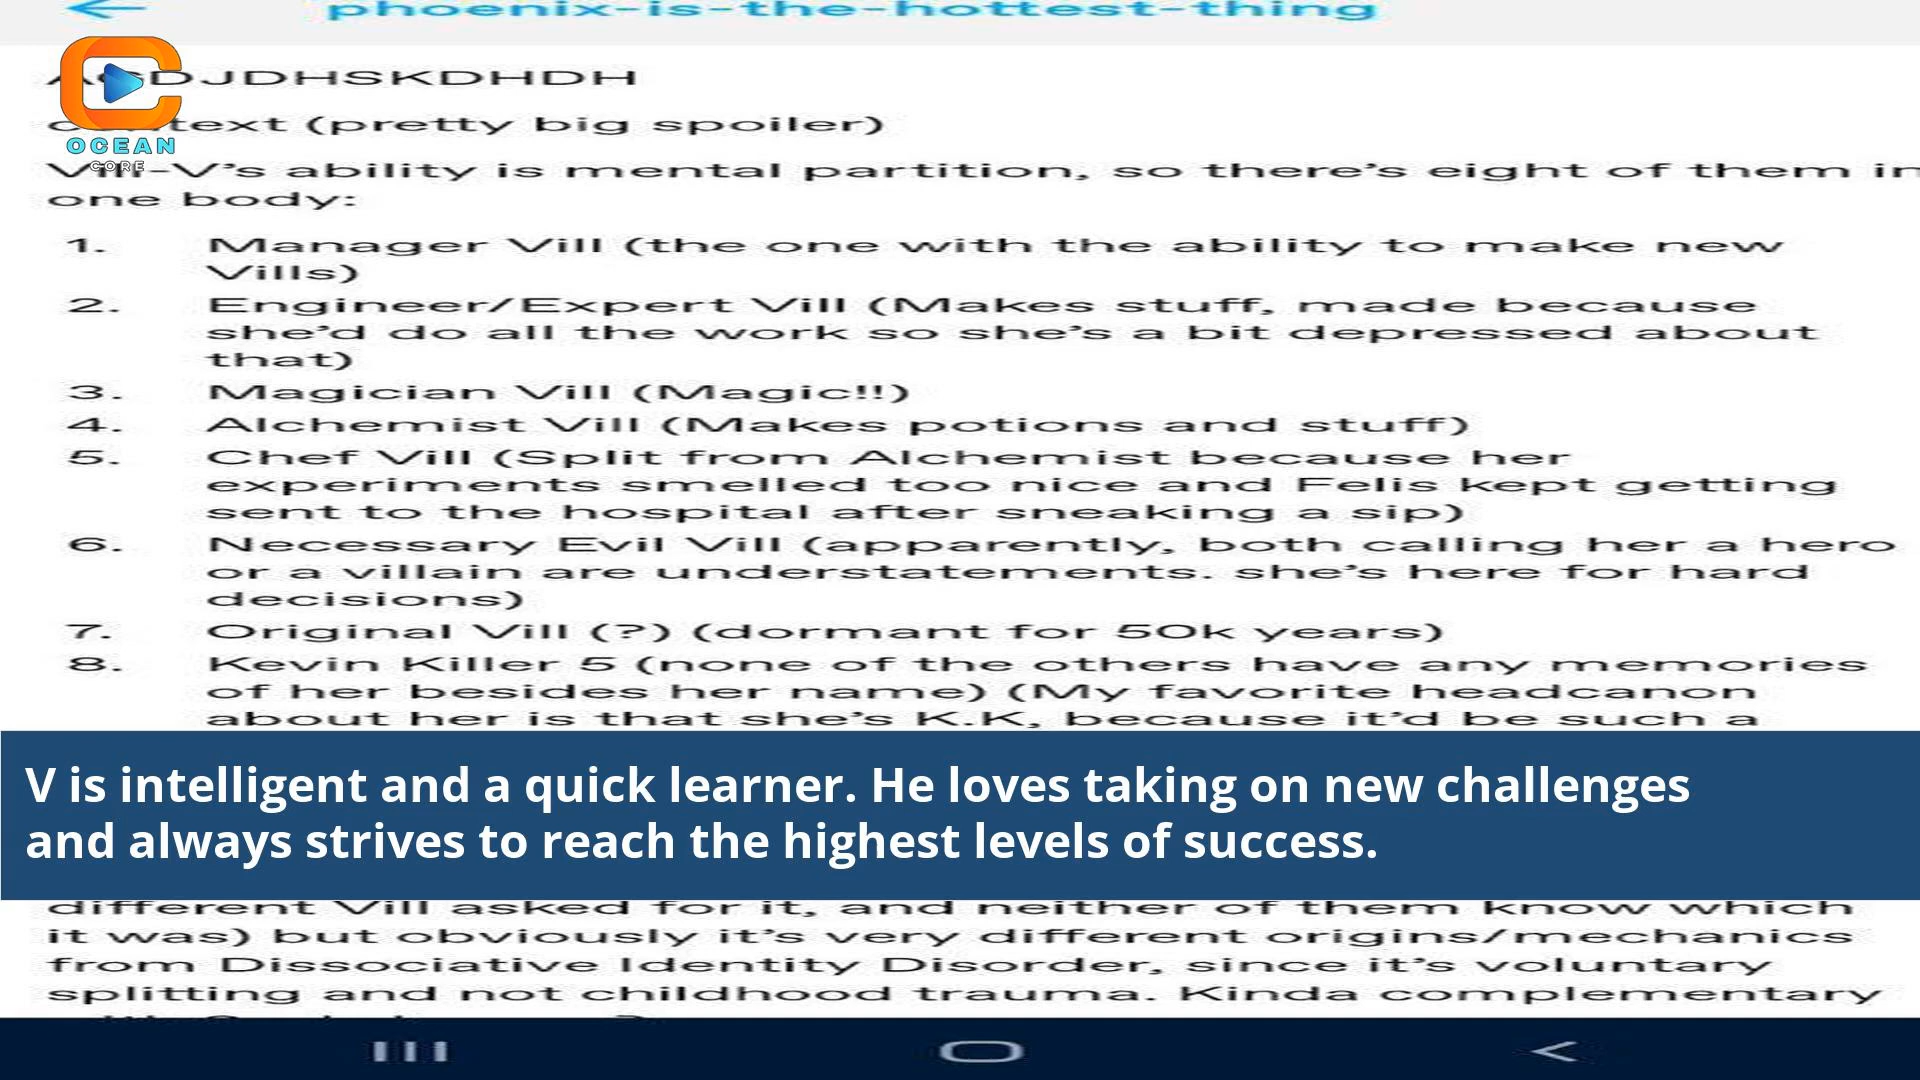 phoenix-is-the-hottest-thing
DJDHSKDHDH
OCEAN
CORE
(pretty big spoiler)
Vill-V's ability is mental partition, so there's eight of them in
one body:
1. Manager Vill (the one with the ability to make new
Vills)
2. Engineer/Expert Vill (Makes stuff, made because
she'd do all the work so she's a bit depressed about
that)
3. Magician Vill (Magic!!)
4. Alchemist Vill (Makes potions and stuff)
5. Chef Vill (Split from Alchemist because her
experiments smelled too nice and Felis kept getting
sent to the hospital after sneaking a sip)
6. Necessary Evil Vill (apparently, both calling her a hero
or a villain are understatements. she's here for hard
decisions)
7. Original Vill (?) (dormant for 50k years)
8. Kevin Killer 5 (none of the others have any memories
of her besides her name) (My favorite headcanon
about her is that she's K.K, because it'd be such a
V is intelligent and a quick learner. He loves taking on new challenges
and always strives to reach the highest levels of success.
different Vill asked for it, and neither of them know which
it was) but obviously it's very different origins/mechanics
from Dissociative Identity Disorder, since it's voluntary
splitting and not childhood trauma. Kinda complementary